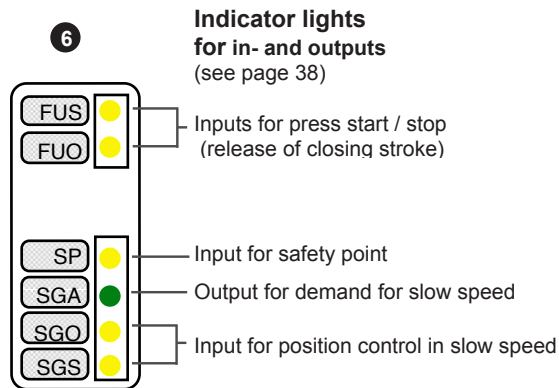 6
Indicator lights
for in- and outputs
(see page 38)
FUS
FUO
Inputs for press start / stop
(release of closing stroke)
SP
Input for safety point
SGA
Output for demand for slow speed
SGO
SGS
Input for position control in slow speed